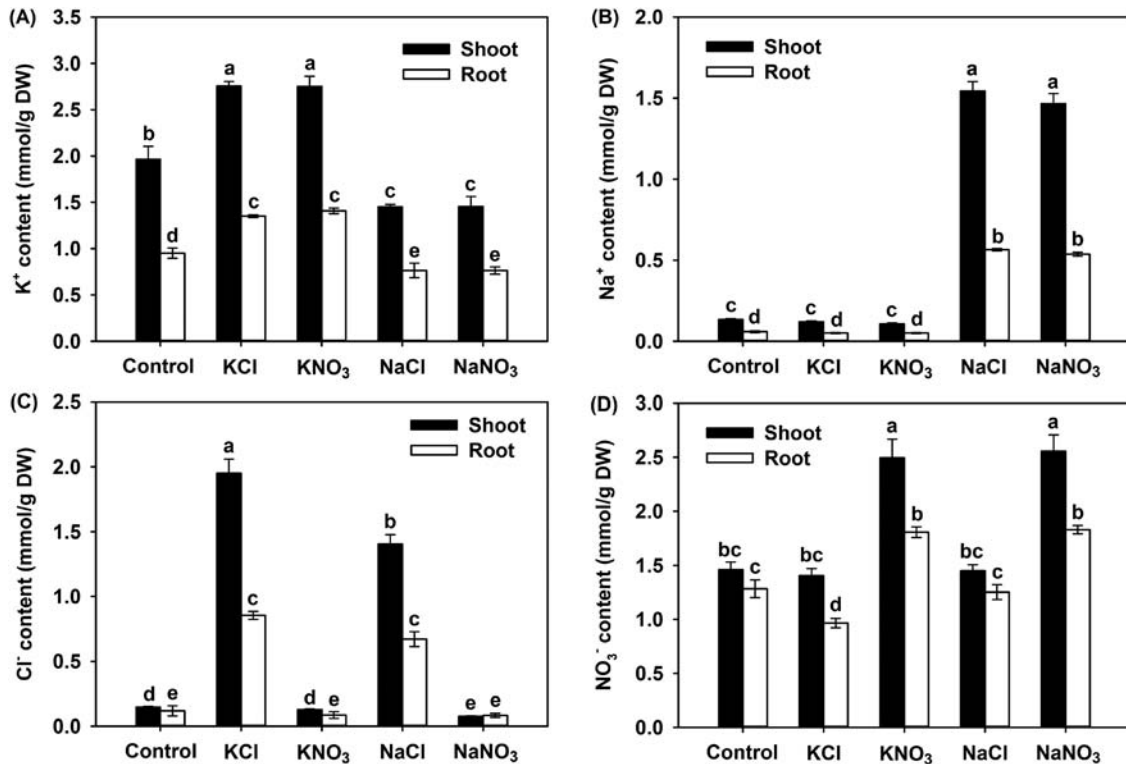 (A)
K⁺ content (mmol/g DW)
3.5
3.0
2.5
2.0
1.5
1.0
0.5
0.0
Shoot
Root
b
d
a
c
a
c
c
e
c
e
Control KCl KNO₃ NaCl NaNO₃
(B)
Na⁺ content (mmol/g DW)
2.0
1.5
1.0
0.5
0.0
Shoot
Root
c
d
c
d
c
d
a
b
a
b
Control KCl KNO₃ NaCl NaNO₃
(C)
Cl⁻ content (mmol/g DW)
2.5
2.0
1.5
1.0
0.5
0.0
Shoot
Root
d
e
a
c
d
e
b
c
e
e
Control KCl KNO₃ NaCl NaNO₃
(D)
NO₃⁻ content (mmol/g DW)
3.0
2.5
2.0
1.5
1.0
0.5
0.0
Shoot
Root
bc
c
bc
d
a
b
bc
c
a
b
Control KCl KNO₃ NaCl NaNO₃